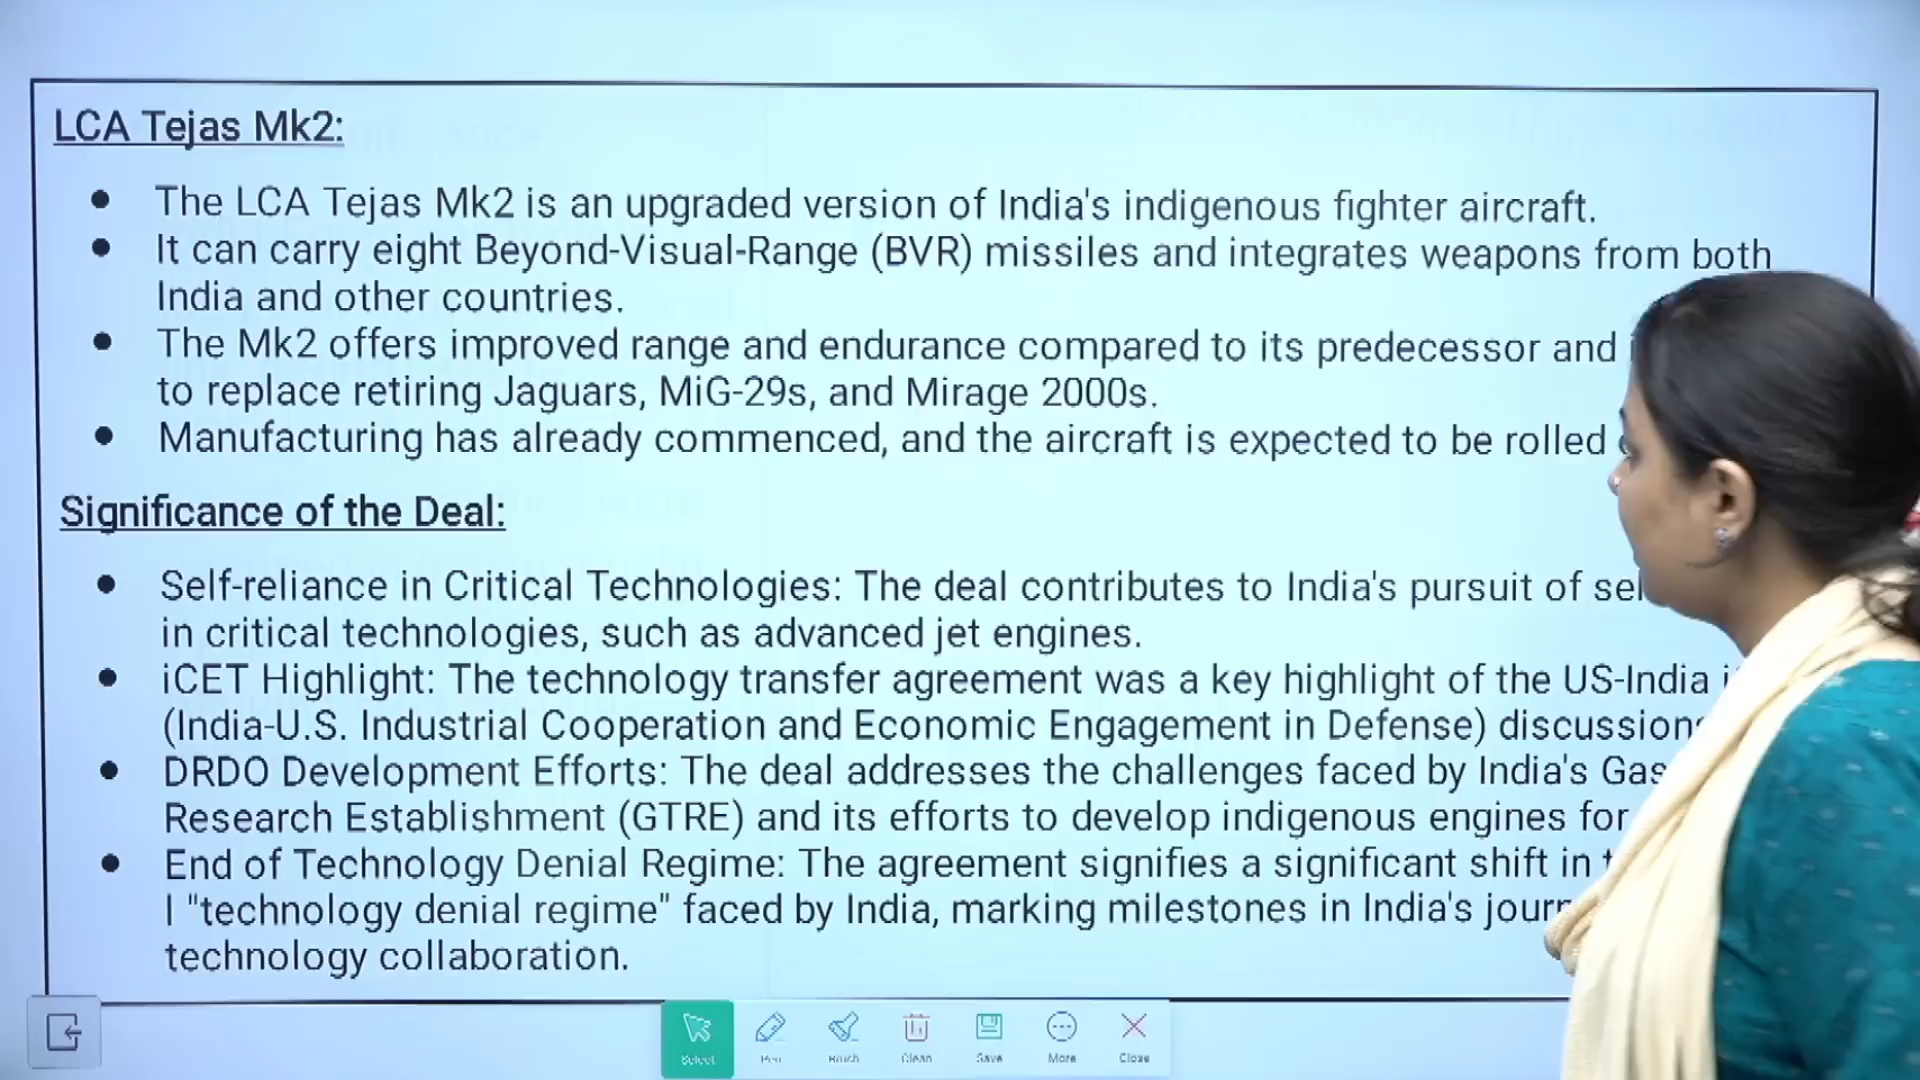 LCA Tejas Mk2:
The LCA Tejas Mk2 is an upgraded version of India's indigenous fighter aircraft.
It can carry eight Beyond-Visual-Range (BVR) missiles and integrates weapons from both
India and other countries.
The Mk2 offers improved range and endurance compared to its predecessor and
to replace retiring Jaguars, MiG-29s, and Mirage 2000s.
Manufacturing has already commenced, and the aircraft is expected to be rolled
Significance of the Deal:
Self-reliance in Critical Technologies: The deal contributes to India's pursuit of
in critical technologies, such as advanced jet engines.
iCET Highlight: The technology transfer agreement was a key highlight of the US-India
(India-U.S. Industrial Cooperation and Economic Engagement in Defense)
DRDO Development Efforts: The deal addresses the challenges faced by India's Gas
Research Establishment (GTRE) and its efforts to develop indigenous engines for
End of Technology Denial Regime: The agreement signifies a significant shift in
l "technology denial regime" faced by India, marking milestones in India's
technology collaboration.
Select Pen Brush Clean Save More Close